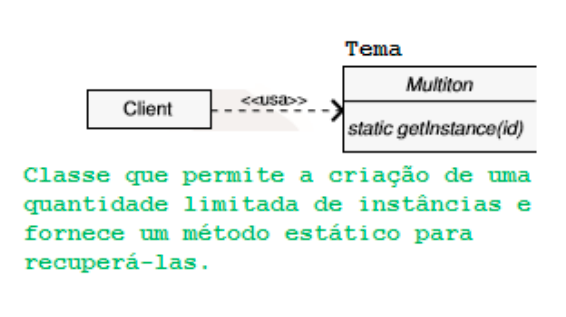 Tema
Multiton
Client
<<usa>>
static getInstance(id)
Classe que permite a criação de uma
quantidade limitada de instâncias e
fornece um método estático para
recuperá-las.